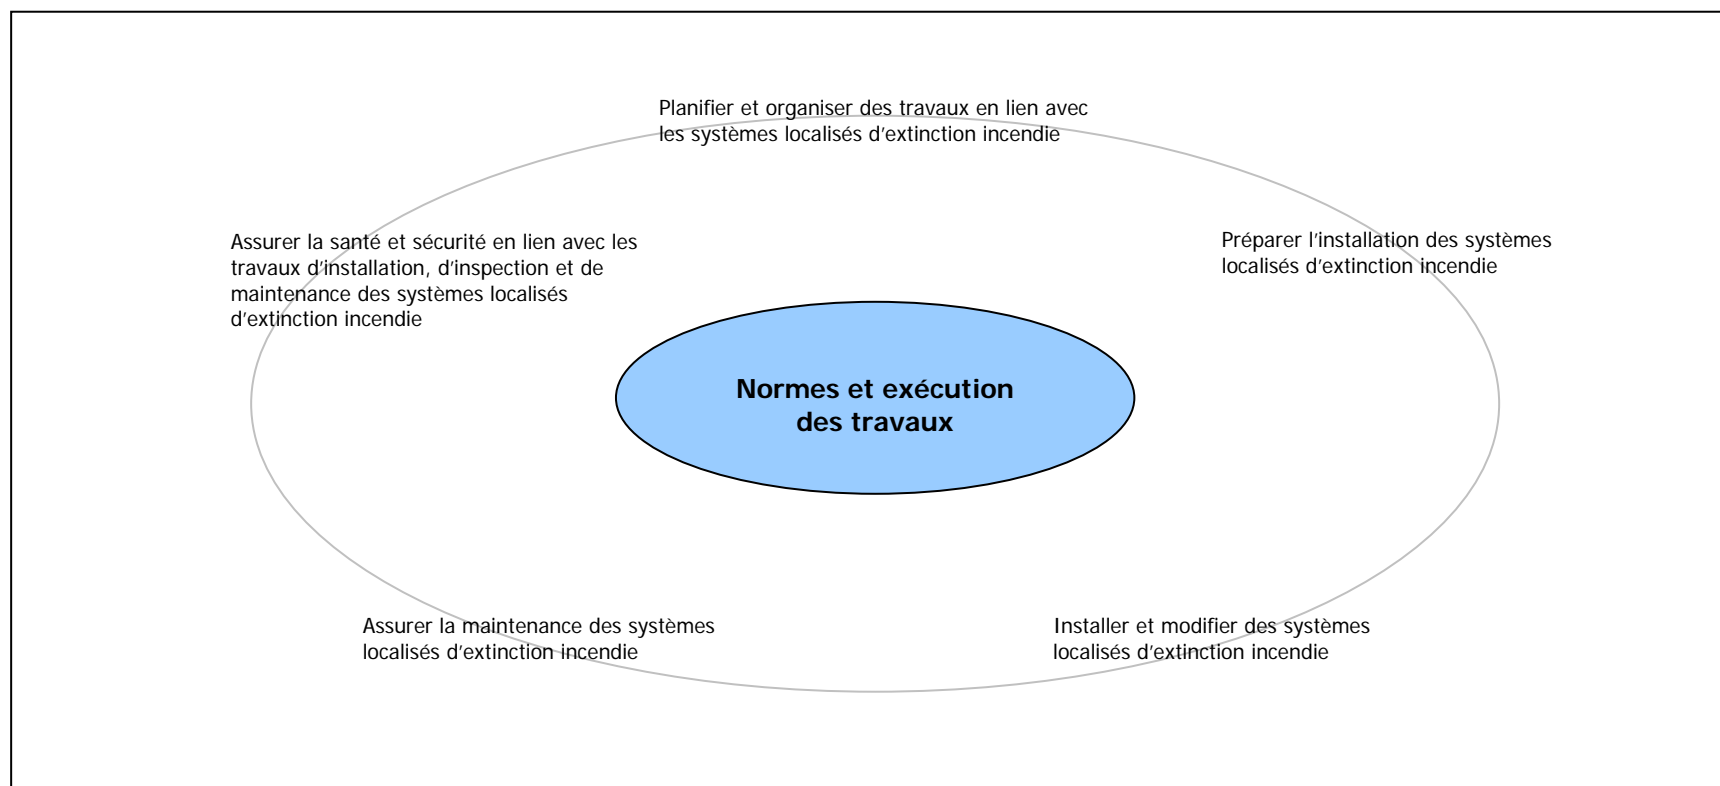 Planifier et organiser des travaux en lien avec
les systèmes localisés d’extinction incendie
Assurer la santé et sécurité en lien avec les
travaux d’installation, d’inspection et de
maintenance des systèmes localisés
d’extinction incendie
Préparer l’installation des systèmes
localisés d’extinction incendie
Normes et exécution
des travaux
Assurer la maintenance des systèmes
localisés d’extinction incendie
Installer et modifier des systèmes
localisés d’extinction incendie